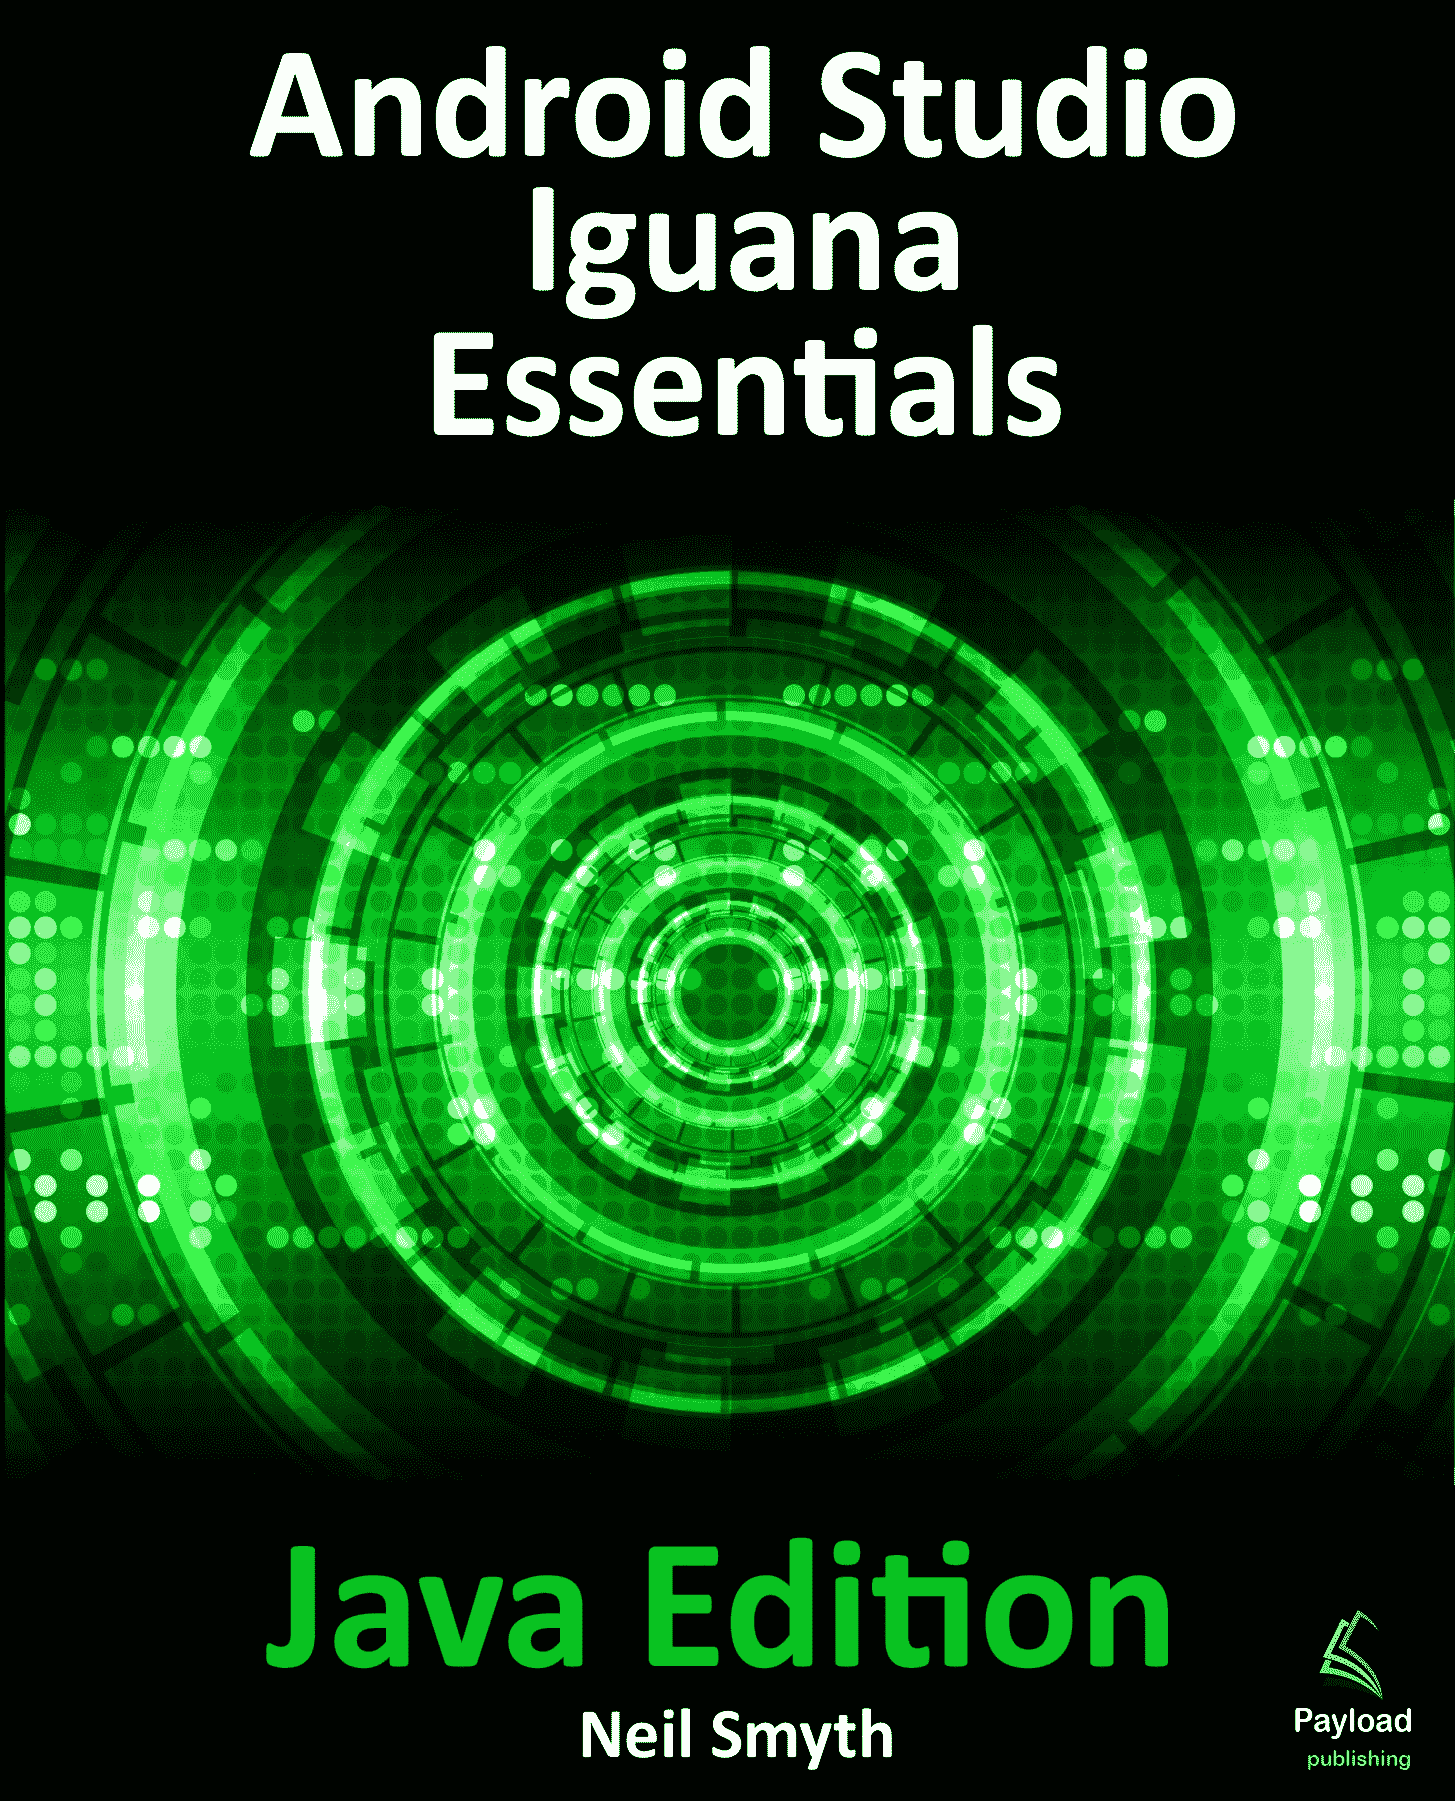 Android Studio
Iguana
Essentials
Java Edition
Neil Smyth
Payload
publishing